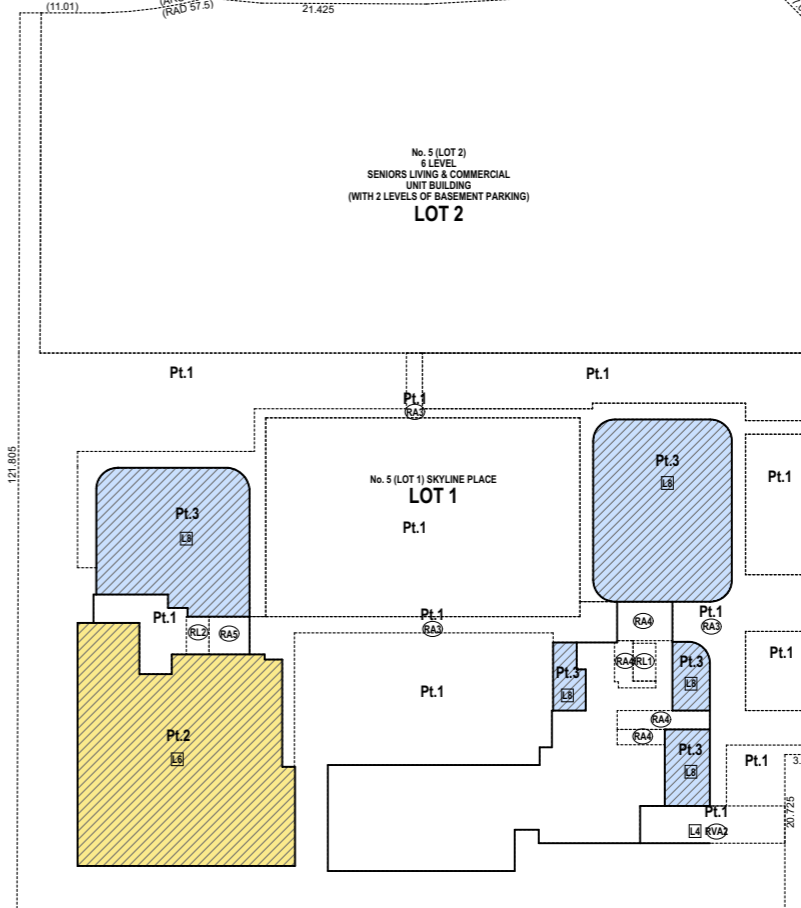 (11.01)
(RAD 57.5)
21.425
No. 5 (LOT 2)
6 LEVEL
SENIORS LIVING & COMMERCIAL
UNIT BUILDING
(WITH 2 LEVELS OF BASEMENT PARKING)
LOT 2
Pt.1
Pt.1
Pt.1
RA3
121.805
No. 5 (LOT 1) SKYLINE PLACE
LOT 1
Pt.1
Pt.3
L8
Pt.1
Pt.3
L8
Pt.1
RL2
RA5
Pt.1
RA3
RA4
Pt.1
RA3
Pt.1
RA4
RL1
Pt.3
L8
Pt.3
L8
Pt.1
RA4
RA4
Pt.2
L6
Pt.3
L8
Pt.1
3.
20.725
Pt.1
L4
RVA2